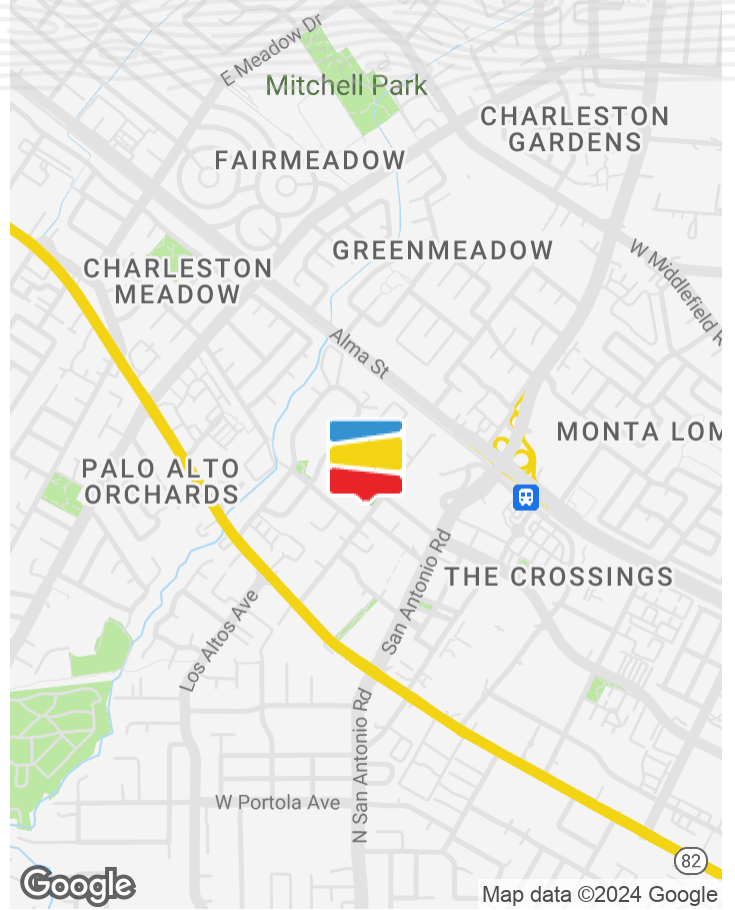 E Meadow Dr
Mitchell Park
CHARLESTON
GARDENS
FAIRMEADOW
GREENMEADOW
CHARLESTON
MEADOW
W Middlefield R
Alma St
MONTA LOM
PALO ALTO
ORCHARDS
San Antonio Rd
THE CROSSINGS
Los Altos Ave
N San Antonio Rd
W Portola Ave
82
Google
Map data ©2024 Google